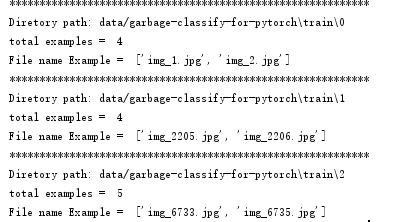 ************************************************************
Diretory path: data/garbage-classify-for-pytorch\train\0
total examples =  4
File name Example =  ['img_1.jpg', 'img_2.jpg']
************************************************************
Diretory path: data/garbage-classify-for-pytorch\train\1
total examples =  4
File name Example =  ['img_2205.jpg', 'img_2206.jpg']
************************************************************
Diretory path: data/garbage-classify-for-pytorch\train\2
total examples =  5
File name Example =  ['img_6733.jpg', 'img_6735.jpg']